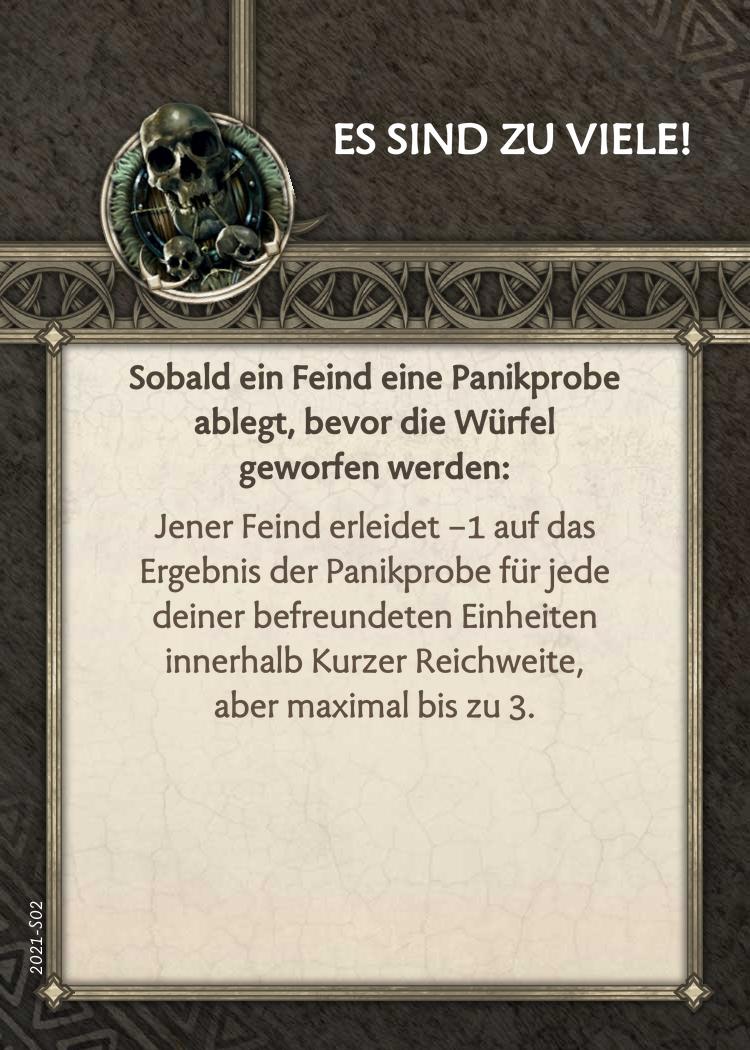 ES SIND ZU VIELE!
Sobald ein Feind eine Panikprobe
ablegt, bevor die Würfel
geworfen werden:
Jener Feind erleidet –1 auf das
Ergebnis der Panikprobe für jede
deiner befreundeten Einheiten
innerhalb Kurzer Reichweite,
aber maximal bis zu 3.
2021-S02